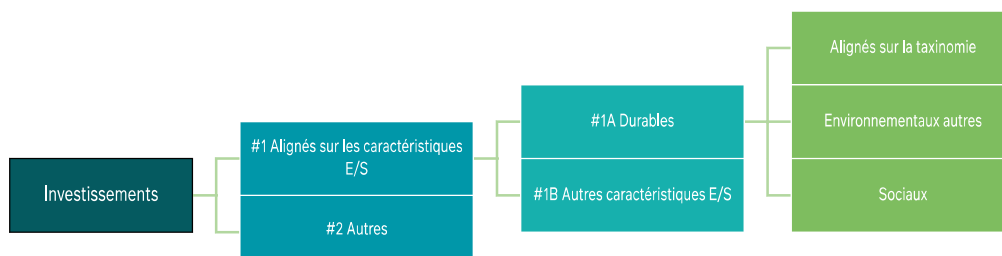 Investissements
#1 Alignés sur les caractéristiques
E/S
#2 Autres
#1A Durables
#1B Autres caractéristiques E/S
Alignés sur la taxinomie
Environnementaux autres
Sociaux